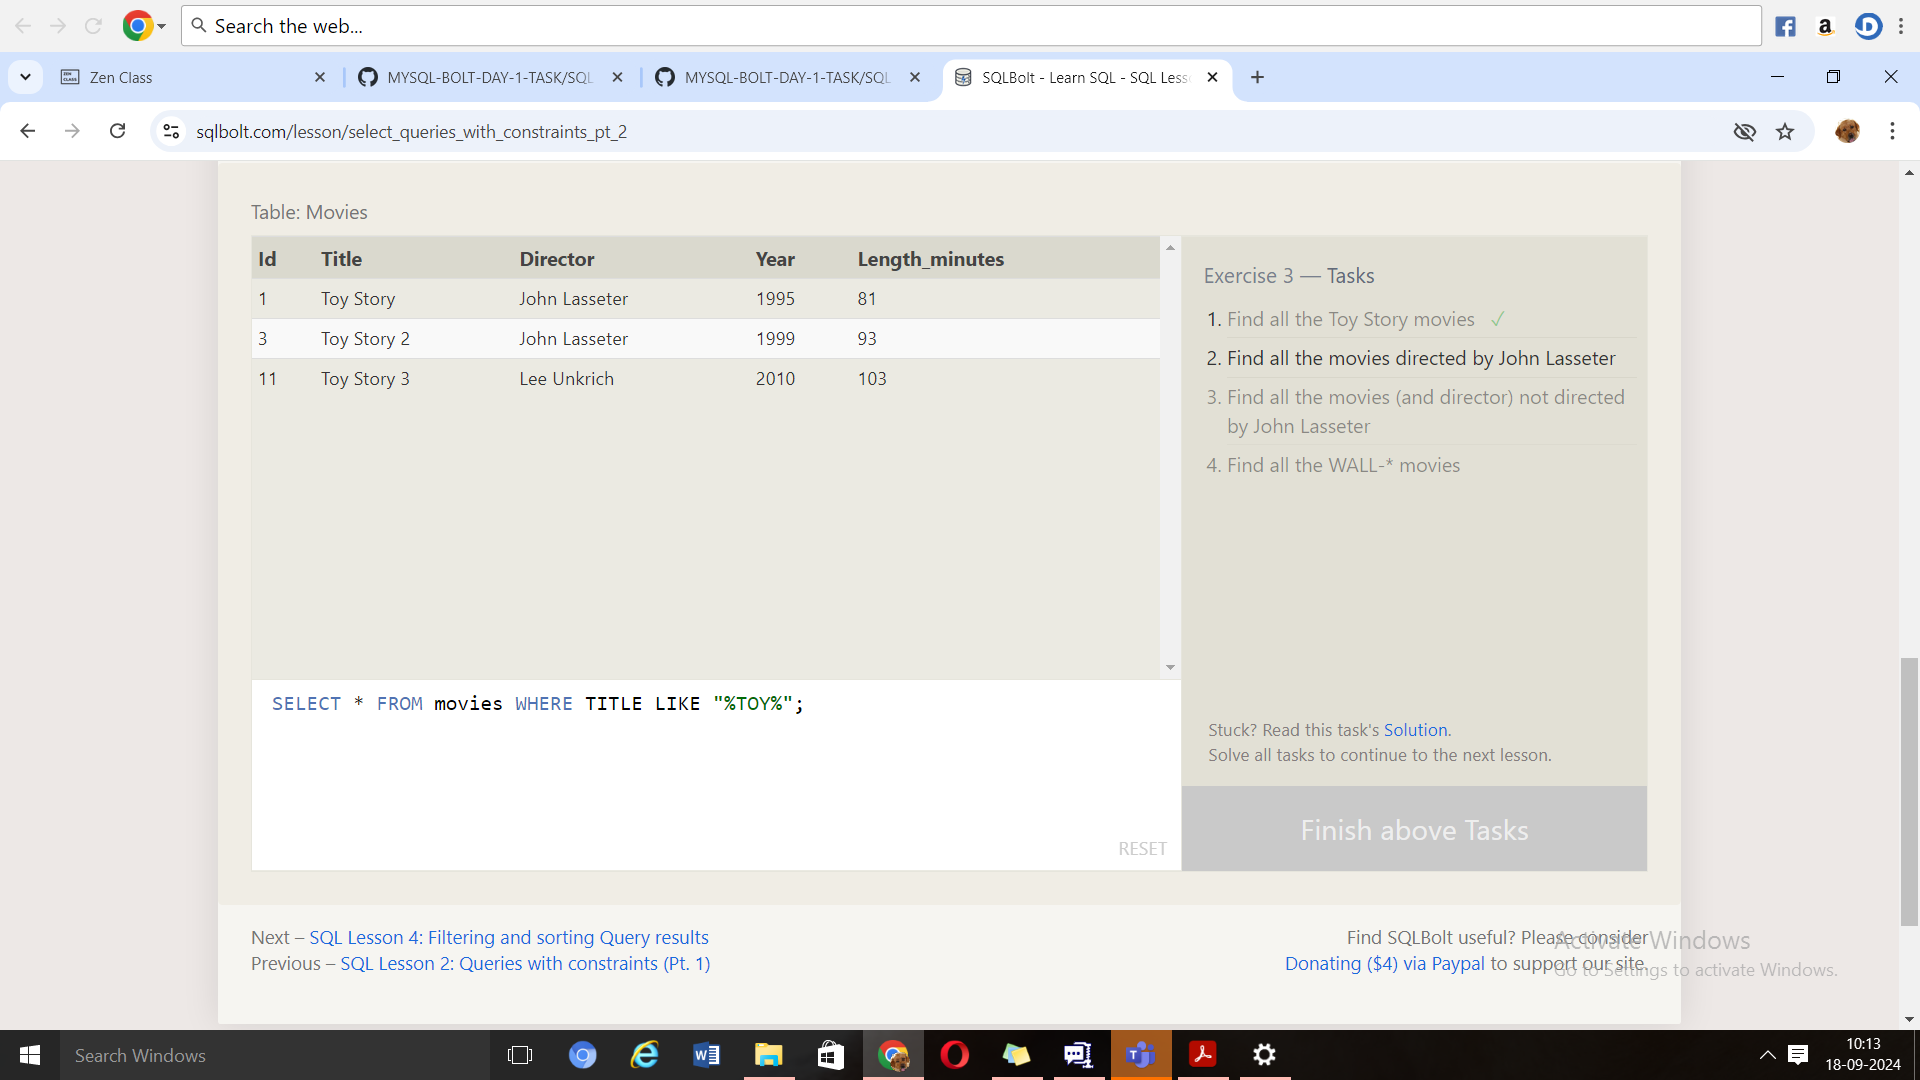 Search the web...
Zen Class
MYSQL-BOLT-DAY-1-TASK/SQL
MYSQL-BOLT-DAY-1-TASK/SQL
SQLBolt - Learn SQL - SQL Less
sqlbolt.com/lesson/select_queries_with_constraints_pt_2
Table: Movies
Id Title Director Year Length_minutes
1 Toy Story John Lasseter 1995 81
3 Toy Story 2 John Lasseter 1999 93
11 Toy Story 3 Lee Unkrich 2010 103
Exercise 3 — Tasks
1. Find all the Toy Story movies ✓
2. Find all the movies directed by John Lasseter
3. Find all the movies (and director) not directed
by John Lasseter
4. Find all the WALL-* movies
SELECT * FROM movies WHERE TITLE LIKE "%TOY%";
RESET
Stuck? Read this task's Solution.
Solve all tasks to continue to the next lesson.
Finish above Tasks
Next – SQL Lesson 4: Filtering and sorting Query results
Previous – SQL Lesson 2: Queries with constraints (Pt. 1)
Find SQLBolt useful? Please consider
Donating ($4) via Paypal to support our site.
Activate Windows
Go to Settings to activate Windows.
Search Windows
10:13
18-09-2024